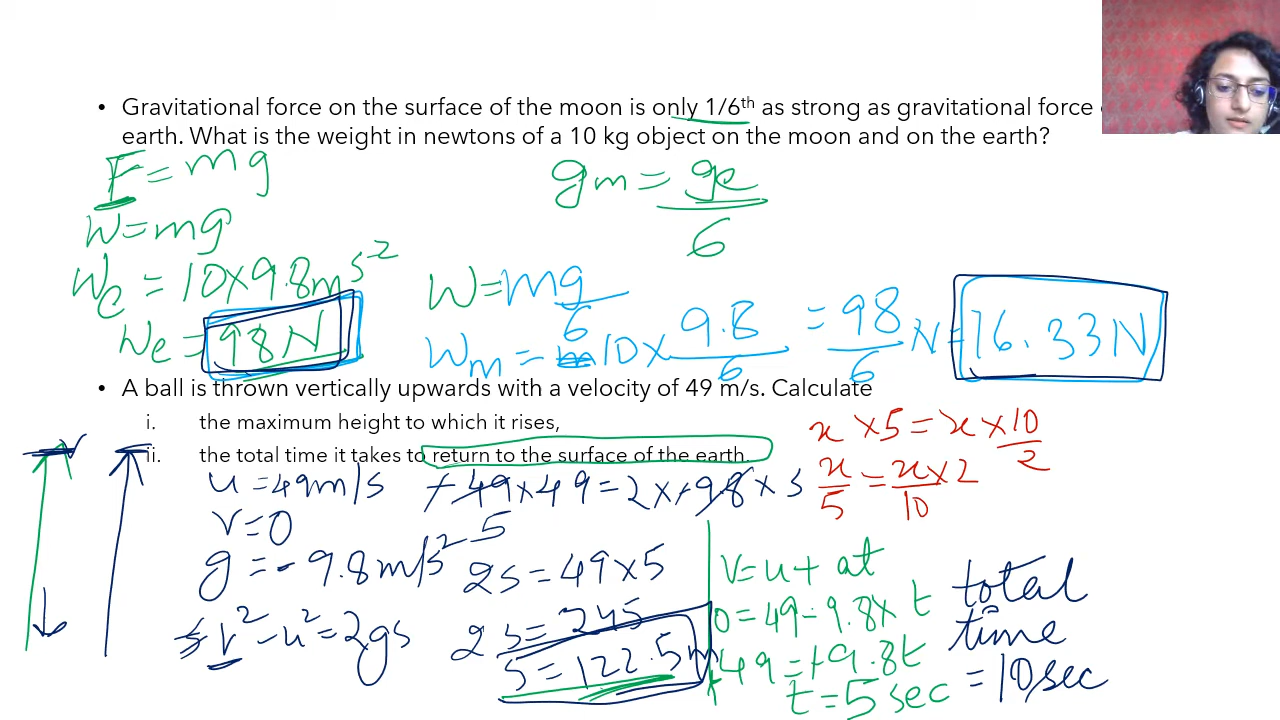 • Gravitational force on the surface of the moon is only 1/6th as strong as gravitational force
earth. What is the weight in newtons of a 10 kg object on the moon and on the earth?
F = mg
gm = ge/6
W = mg
We = 10×9.8ms⁻²
We = 98N
W = mg/6
Wm = 10× 9.8/6 = 98/6 N = 16.33N
• A ball is thrown vertically upwards with a velocity of 49 m/s. Calculate
i. the maximum height to which it rises,
ii. the total time it takes to return to the surface of the earth.
u = 49m/s
v = 0
g = -9.8m/s²
v² - u² = 2gs
+49×49 = 2×+9.8×s
5
2s = 49×5
2s = 245
s = 122.5m
x×5 = x×10/2
x/5 = x×2/10
v = u+at
0 = 49-9.8×t
+49 = +9.8t
t = 5sec
total
time
= 10sec